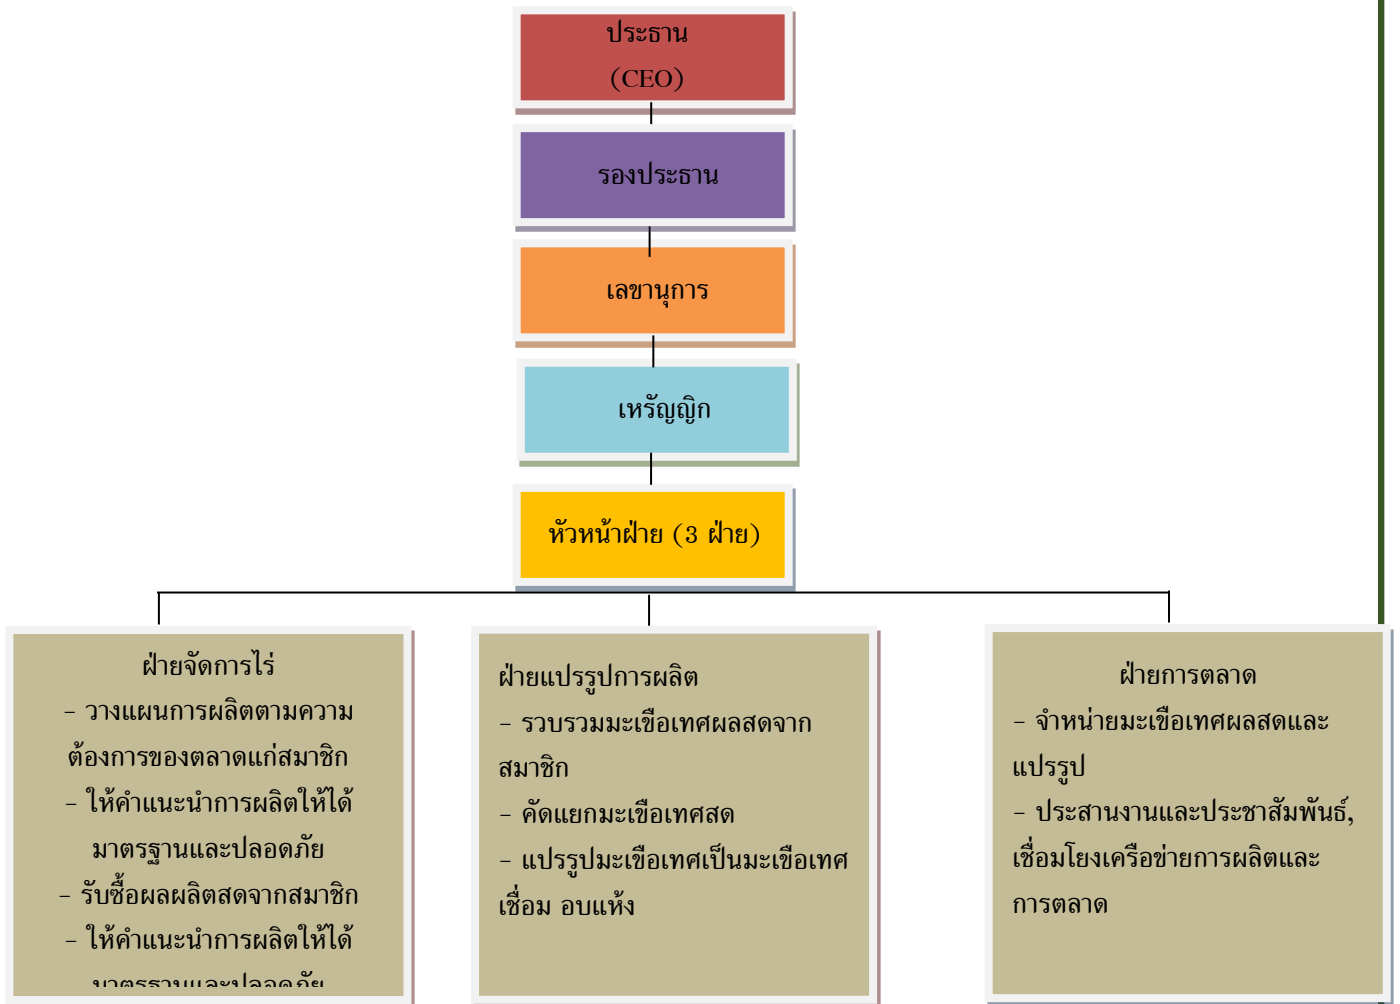 ประธาน
(CEO)
รองประธาน
เลขานุการ
เหรัญญิก
หัวหน้าฝ่าย (3 ฝ่าย)
ฝ่ายจัดการไร่
- วางแผนการผลิตตามความ
ต้องการของตลาดแก่สมาชิก
- ให้คำแนะนำการผลิตให้ได้
มาตรฐานและปลอดภัย
- รับซื้อผลผลิตสดจากสมาชิก
- ให้คำแนะนำการผลิตให้ได้
มาตรฐานและปลอดภัย
ฝ่ายแปรรูปการผลิต
- รวบรวมมะเขือเทศผลสดจาก
สมาชิก
- คัดแยกมะเขือเทศสด
- แปรรูปมะเขือเทศเป็นมะเขือเทศ
เชื่อม อบแห้ง
ฝ่ายการตลาด
- จำหน่ายมะเขือเทศผลสดและ
แปรรูป
- ประสานงานและประชาสัมพันธ์,
เชื่อมโยงเครือข่ายการผลิตและ
การตลาด